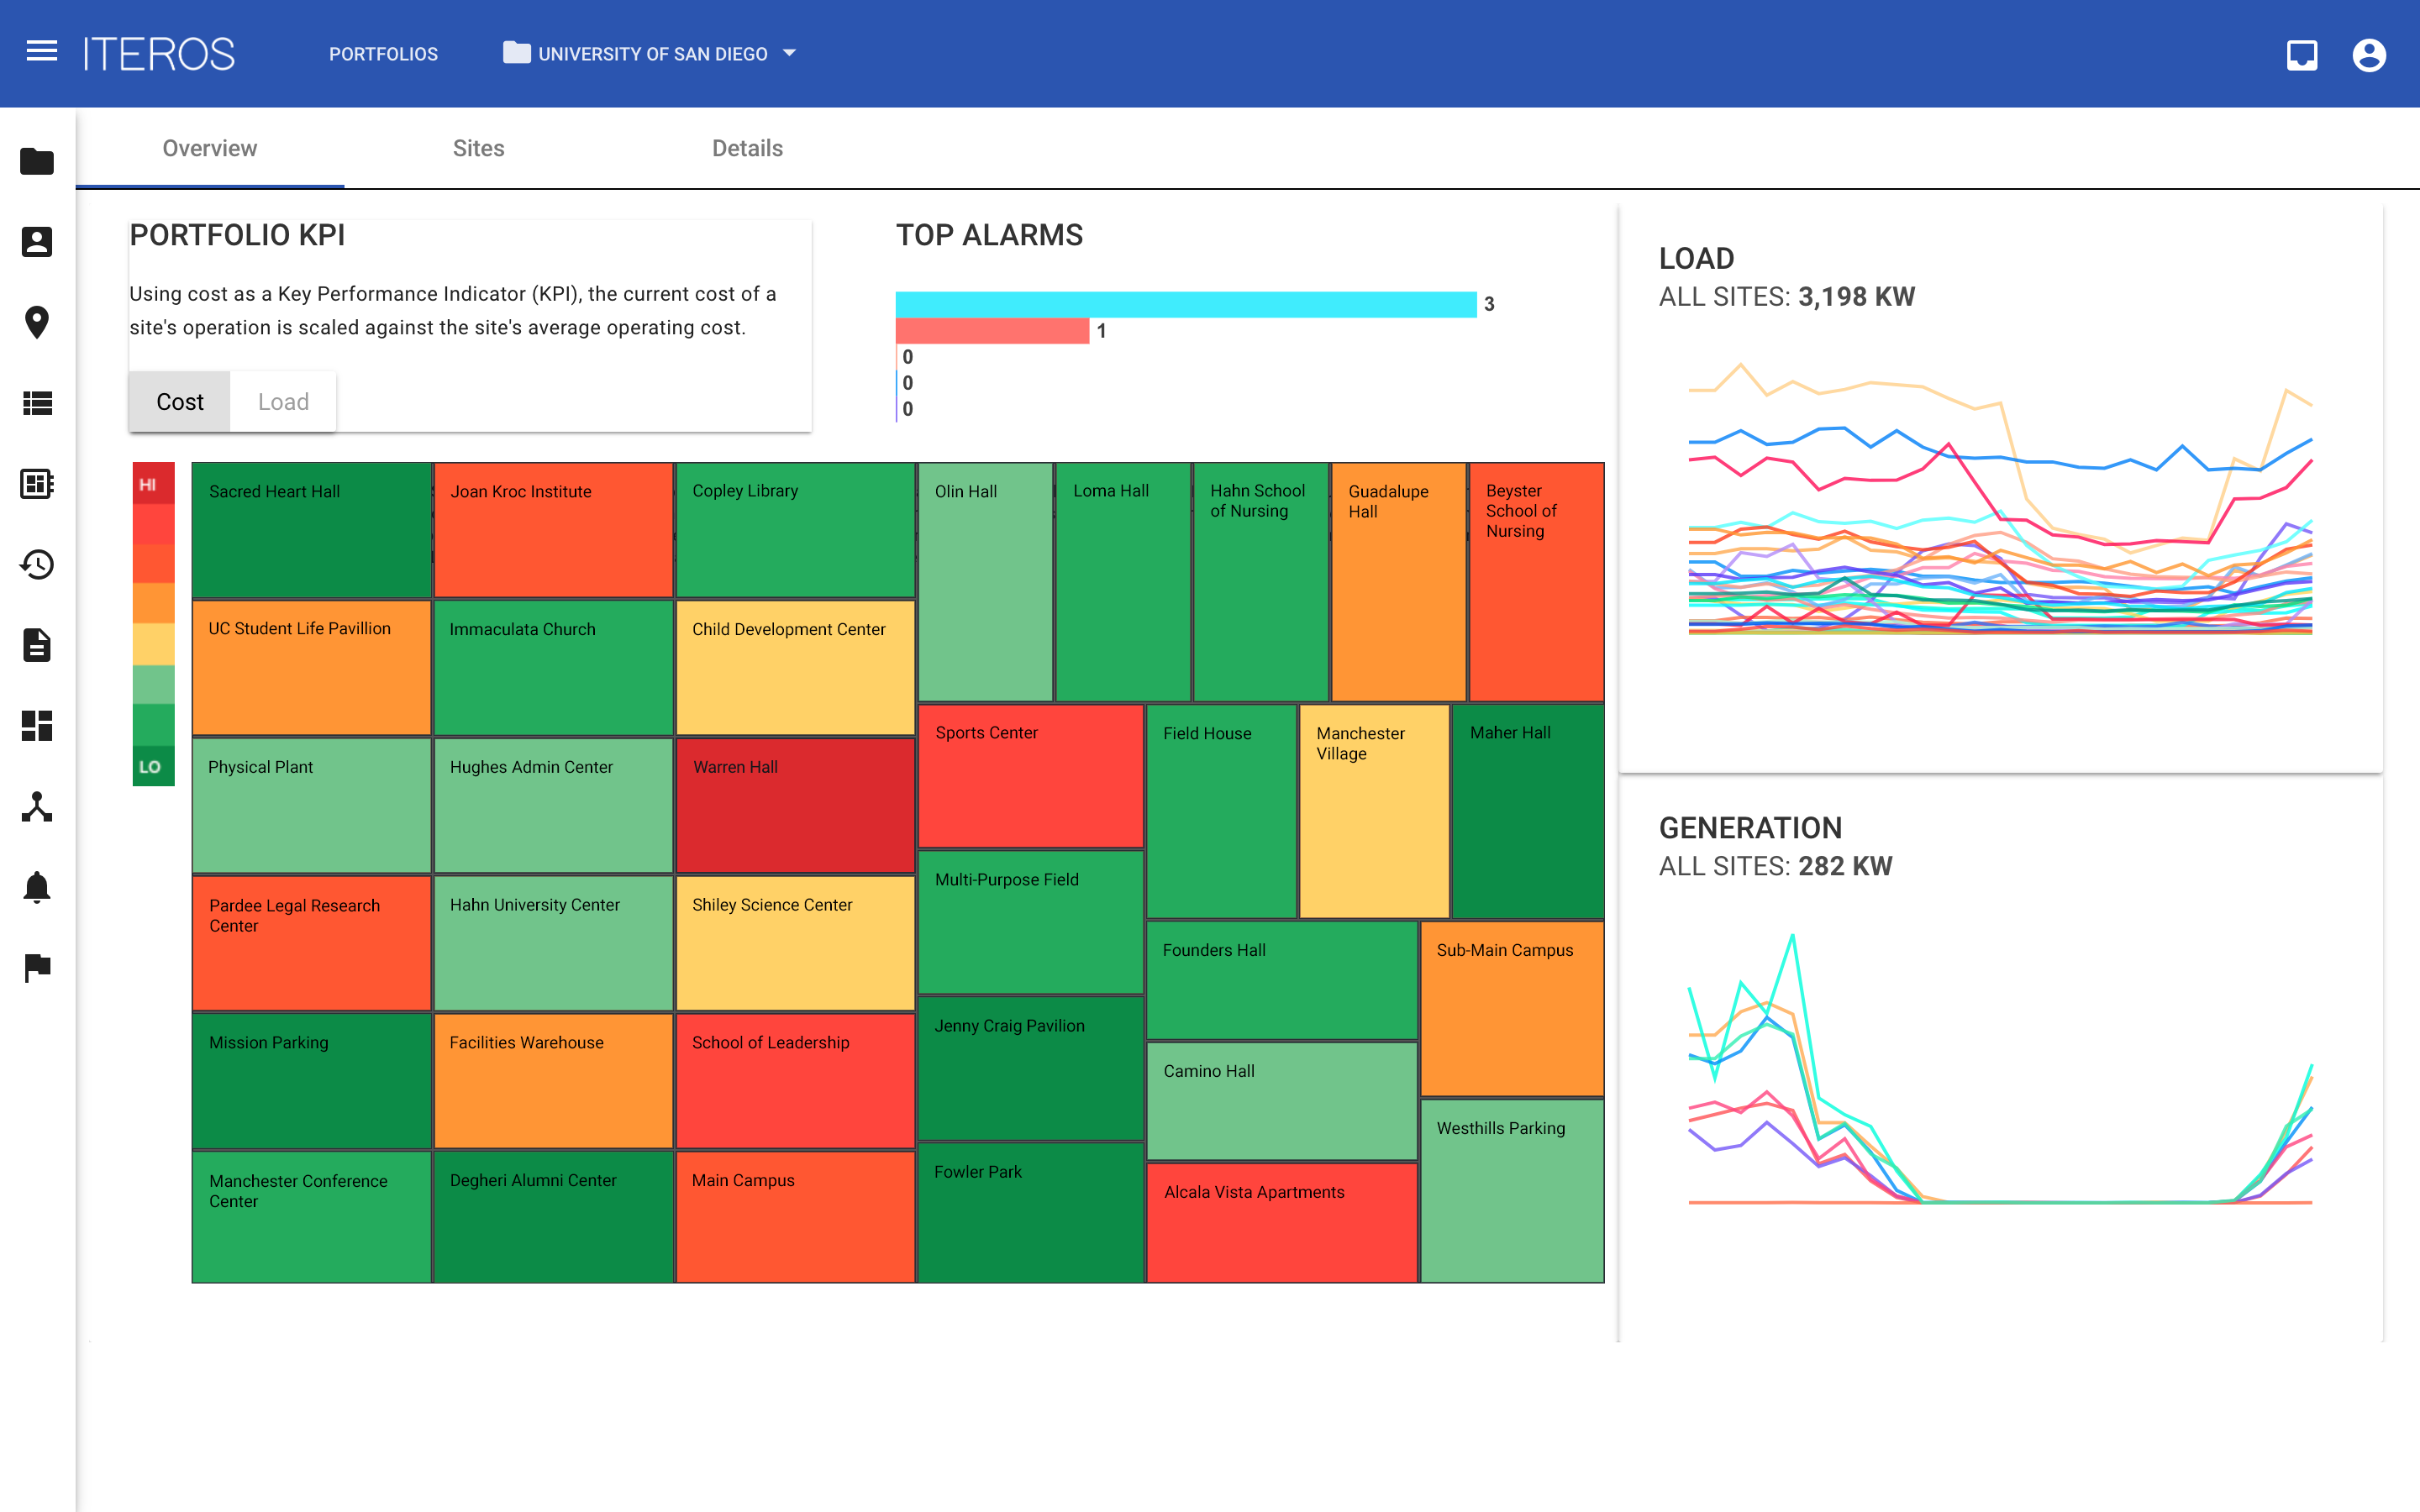 ITEROS
PORTFOLIOS
UNIVERSITY OF SAN DIEGO
Overview
Sites
Details
PORTFOLIO KPI
Using cost as a Key Performance Indicator (KPI), the current cost of a
site's operation is scaled against the site's average operating cost.
Cost
Load
TOP ALARMS
3
1
0
0
0
HI
LO
Sacred Heart Hall
Joan Kroc Institute
Copley Library
Olin Hall
Loma Hall
Hahn School
of Nursing
Guadalupe
Hall
Beyster
School of
Nursing
UC Student Life Pavillion
Immaculata Church
Child Development Center
Sports Center
Field House
Manchester
Village
Maher Hall
Physical Plant
Hughes Admin Center
Warren Hall
Multi-Purpose Field
Pardee Legal Research
Center
Hahn University Center
Shiley Science Center
Founders Hall
Sub-Main Campus
Mission Parking
Facilities Warehouse
School of Leadership
Jenny Craig Pavilion
Camino Hall
Westhills Parking
Manchester Conference
Center
Degheri Alumni Center
Main Campus
Fowler Park
Alcala Vista Apartments
LOAD
ALL SITES: 3,198 KW
GENERATION
ALL SITES: 282 KW